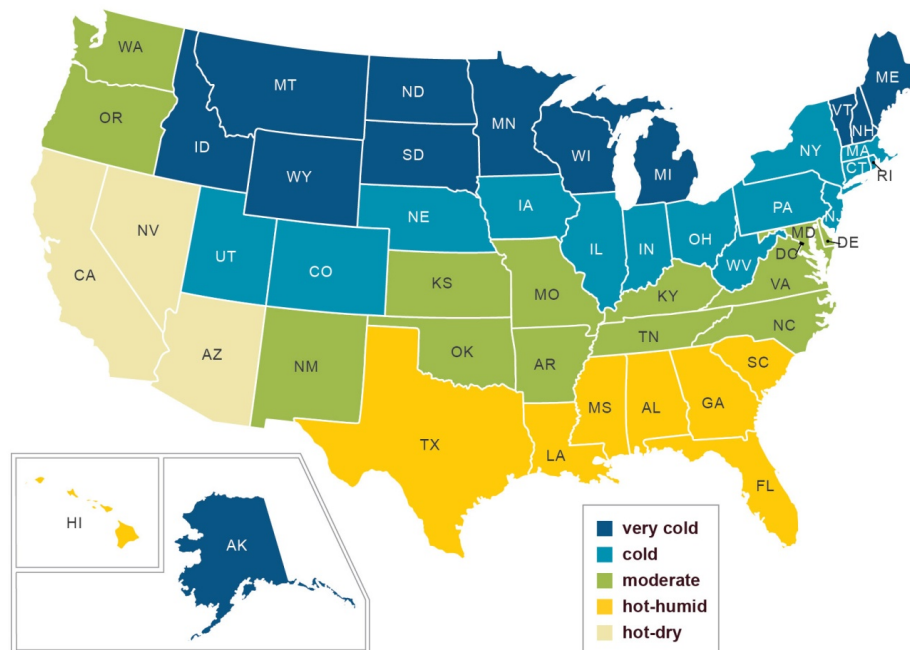 WA
MT
ND
MN
ME
VT
NH
OR
ID
SD
WI
MI
NY
MA
CT
RI
WY
NV
NE
IA
PA
NJ
CA
UT
CO
IL
IN
OH
WV
MD
DE
DC
KS
MO
KY
VA
AZ
NM
OK
AR
TN
NC
SC
TX
LA
MS
AL
GA
FL
HI
AK
very cold
cold
moderate
hot-humid
hot-dry